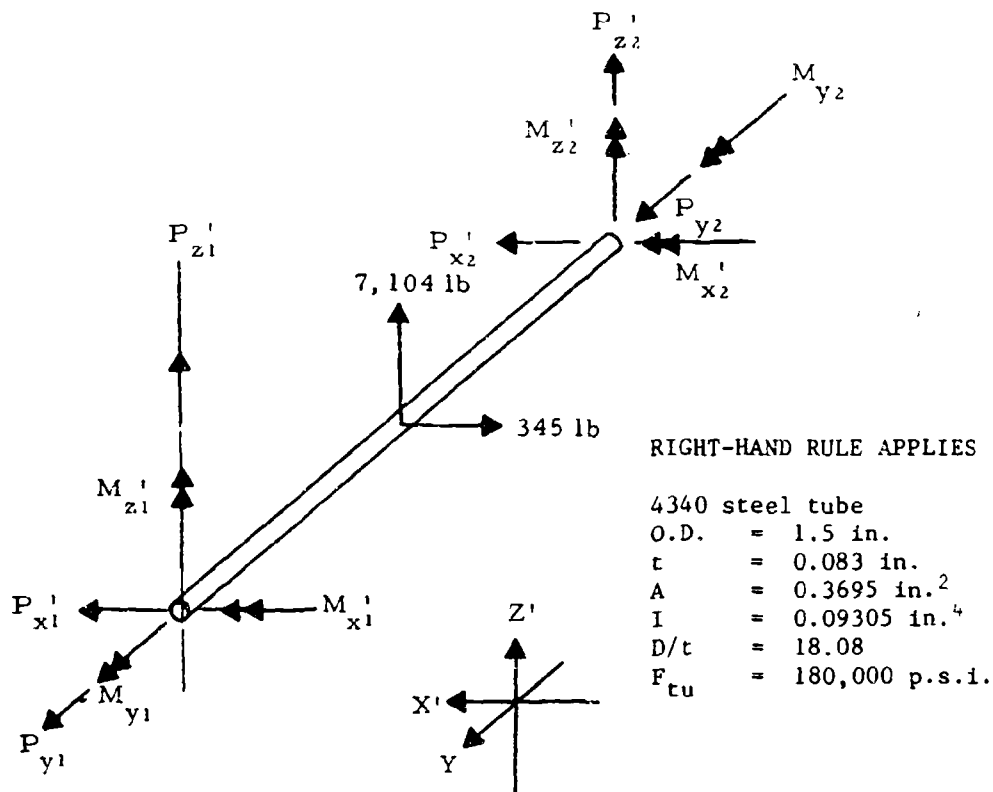 P'z2
My2
M'z2
Py2
P'x2
M'x2
P'z1
7,104 lb
345 lb
RIGHT-HAND RULE APPLIES
M'z1
4340 steel tube
O.D. = 1.5 in.
t = 0.083 in.
A = 0.3695 in.²
I = 0.09305 in.⁴
D/t = 18.08
Ftu = 180,000 p.s.i.
P'x1
M'x1
Z'
My1
X'
Py1
Y